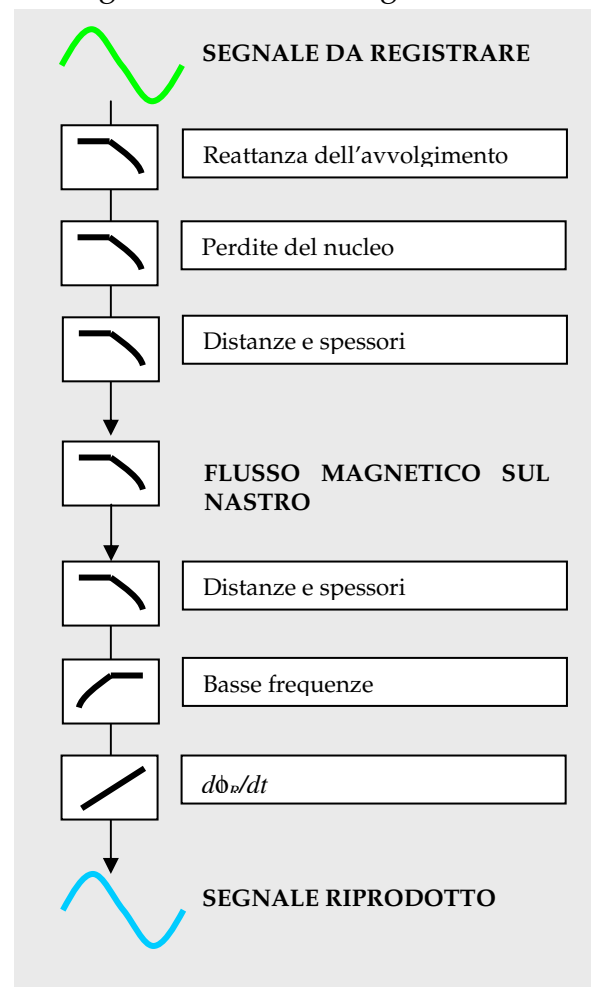 SEGNALE DA REGISTRARE
Reattanza dell'avvolgimento
Perdite del nucleo
Distanze e spessori
FLUSSO MAGNETICO SUL
NASTRO
Distanze e spessori
Basse frequenze
dϕ_R/dt
SEGNALE RIPRODOTTO